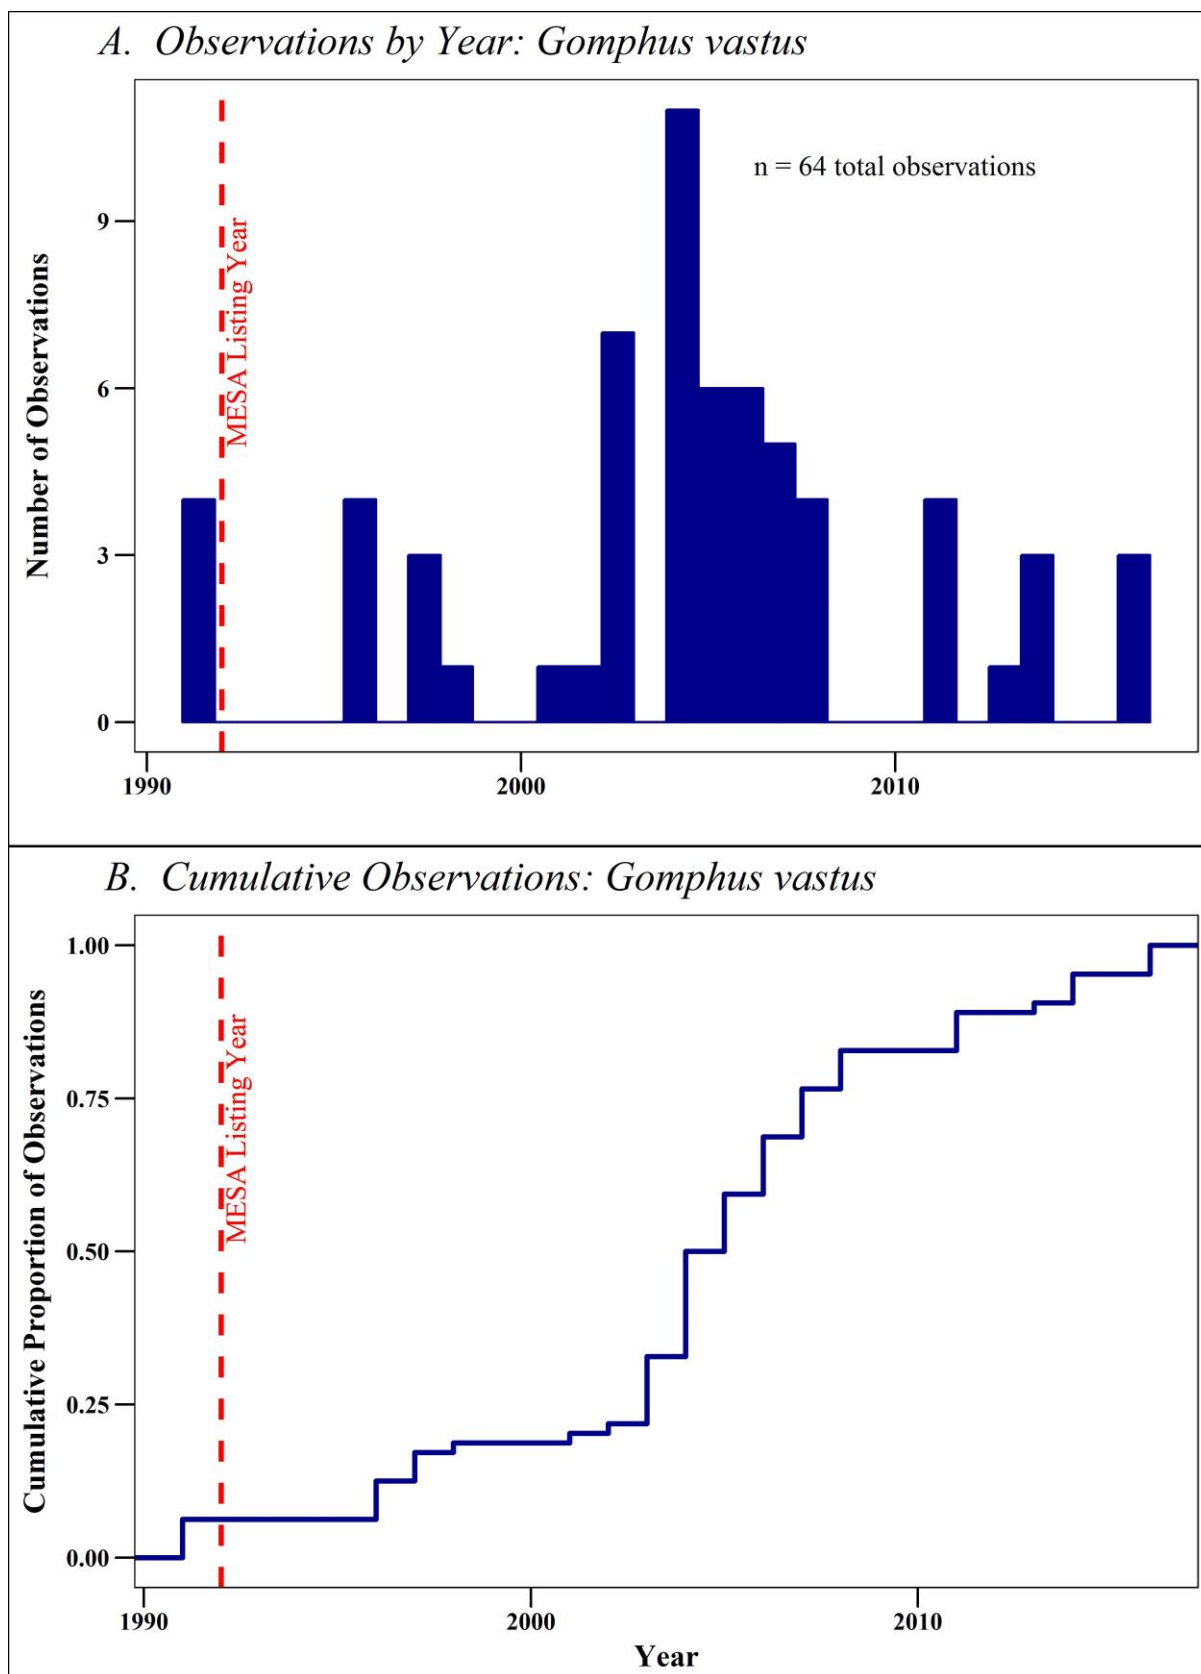 A. Observations by Year: Gomphus vastus
n = 64 total observations
9
6
3
0
Number of Observations
MESA Listing Year
1990
2000
2010
B. Cumulative Observations: Gomphus vastus
1.00
0.75
0.50
0.25
0.00
Cumulative Proportion of Observations
MESA Listing Year
1990
2000
2010
Year